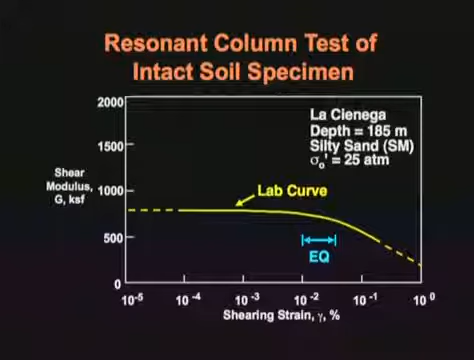 Resonant Column Test of
Intact Soil Specimen
2000
1500
1000
500
0
Shear
Modulus,
G, ksf
La Cienega
Depth = 185 m
Silty Sand (SM)
σₒ' = 25 atm
Lab Curve
EQ
10⁻⁵ 10⁻⁴ 10⁻³ 10⁻² 10⁻¹ 10⁰
Shearing Strain, γ, %